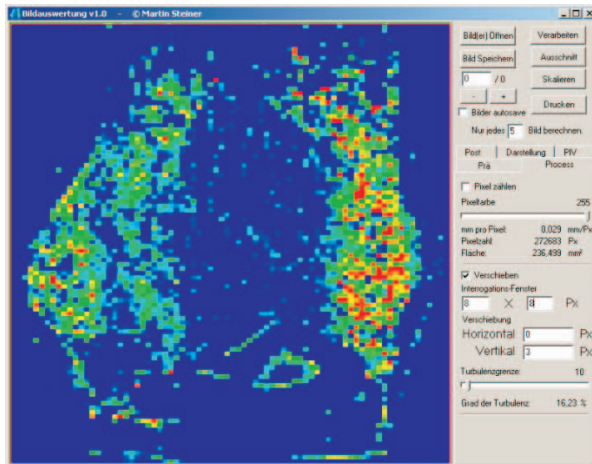 Bildauswertung v1.0 - © Martin Steiner
Bild(er) Öffnen
Verarbeiten
Bild Speichern
Ausschnitt
0 / 0
Skalieren
- +
Drucken
Bilder autosave
Nur jedes 5 Bild berechnen
Post Darstellung PIV
Prä Process
Pixel zählen
Pixelfarbe 255
mm pro Pixel: 0,029 mm/Px
Pixelzahl: 272683 Px
Fläche: 236,499 mm²
Verschieben
Interrogations-Fenster
8 X 8 Px
Verschiebung
Horizontal 0 Px
Vertikal 3 Px
Turbulenzgrenze: 10
Grad der Turbulenz: 16,23 %